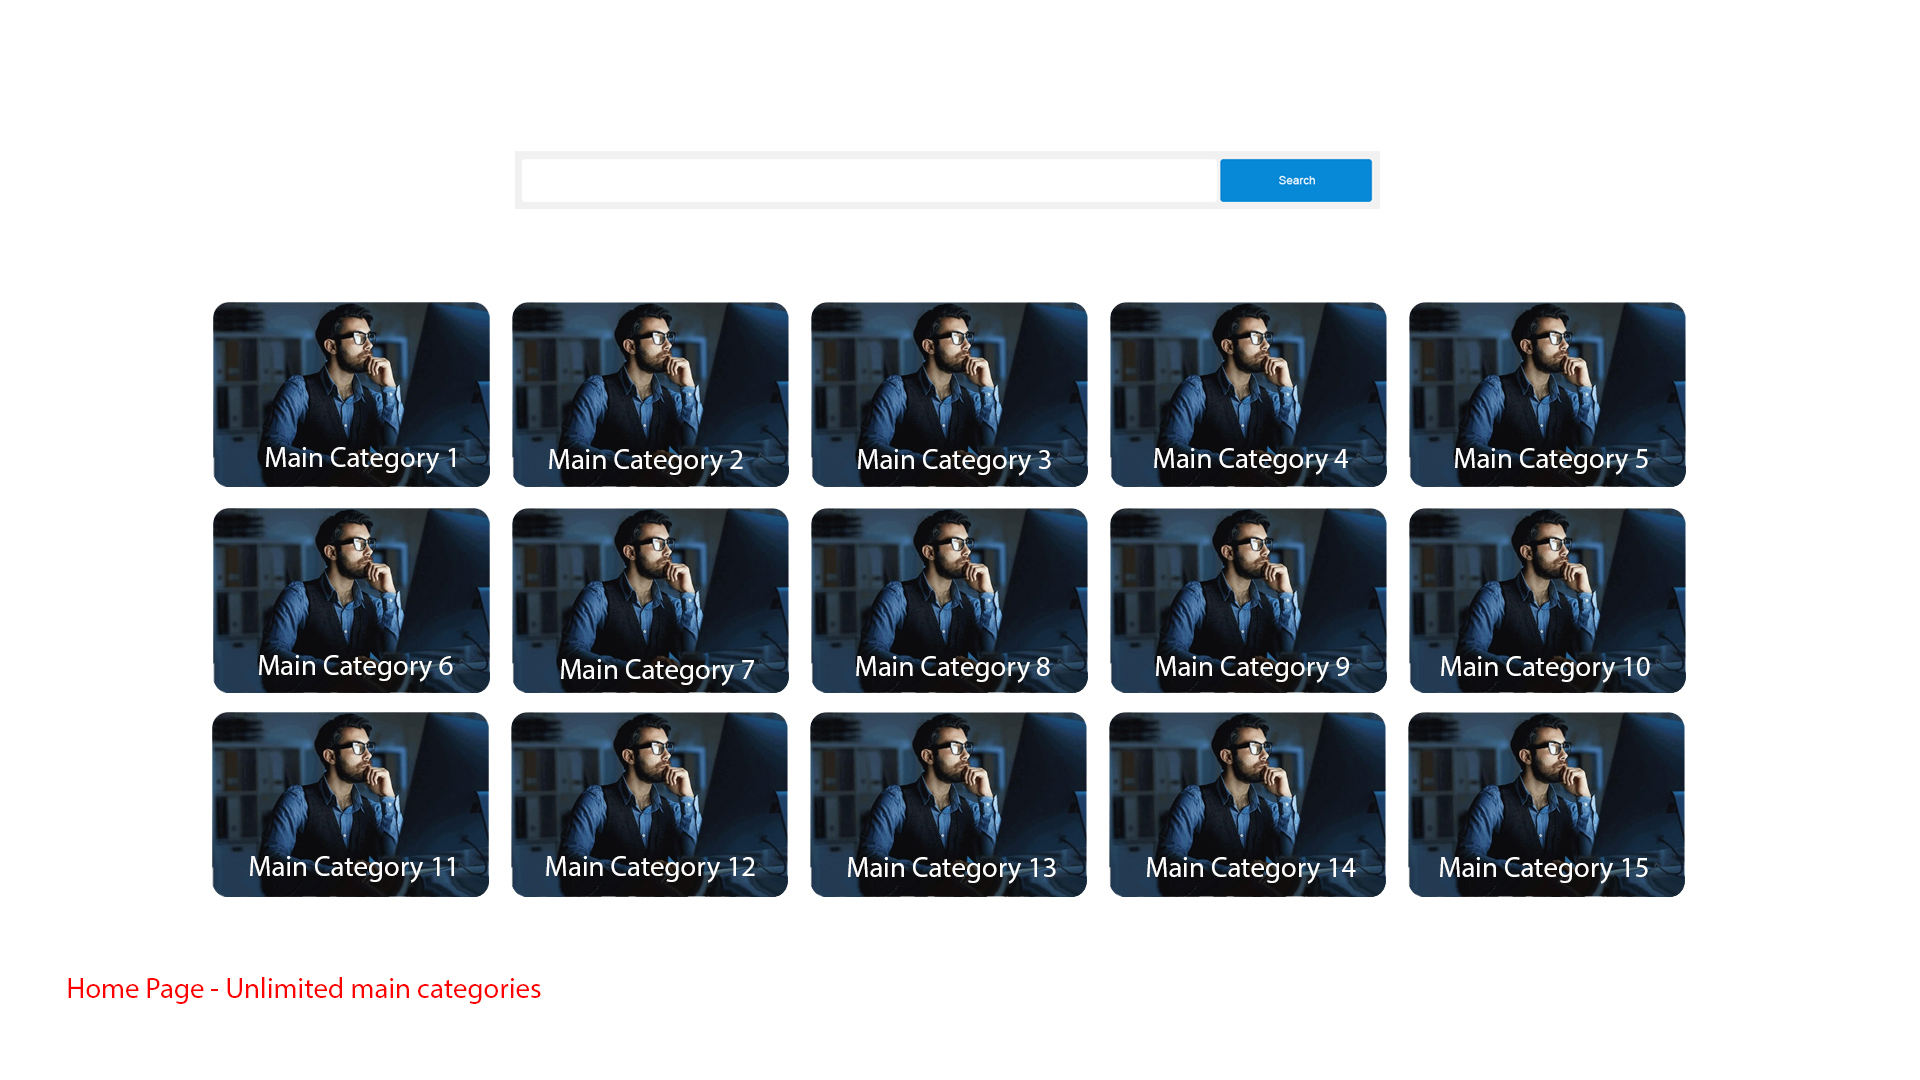 Search
Main Category 1
Main Category 2
Main Category 3
Main Category 4
Main Category 5
Main Category 6
Main Category 7
Main Category 8
Main Category 9
Main Category 10
Main Category 11
Main Category 12
Main Category 13
Main Category 14
Main Category 15
Home Page - Unlimited main categories